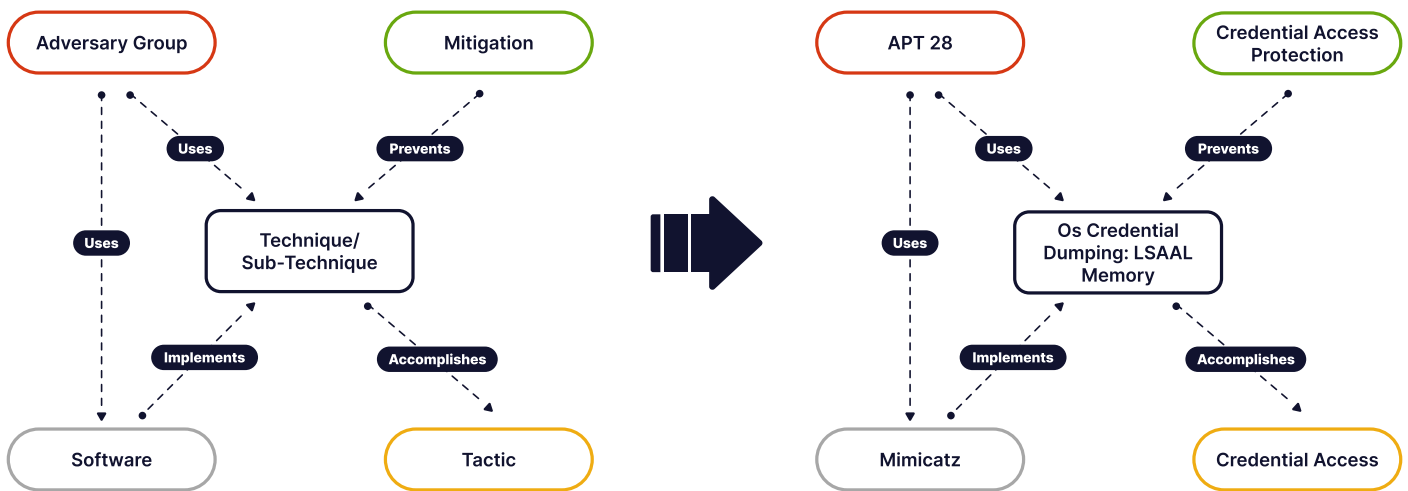 Adversary Group
Mitigation
Uses
Prevents
Uses
Technique/
Sub-Technique
Implements
Accomplishes
Software
Tactic
APT 28
Credential Access
Protection
Uses
Prevents
Uses
Os Credential
Dumping: LSAAL
Memory
Implements
Accomplishes
Mimicatz
Credential Access